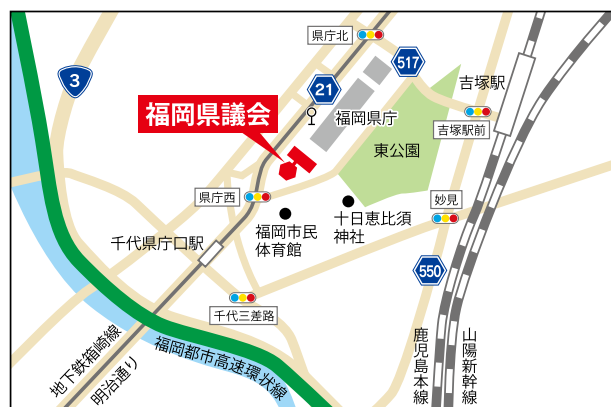 県庁北
3
517
吉塚駅
21
福岡県議会
福岡県庁
吉塚駅前
東公園
県庁西
妙見
十日恵比須
神社
福岡市民
体育館
千代県庁口駅
550
千代三差路
地下鉄箱崎線
明治通り
福岡都市高速環状線
鹿児島本線
山陽新幹線